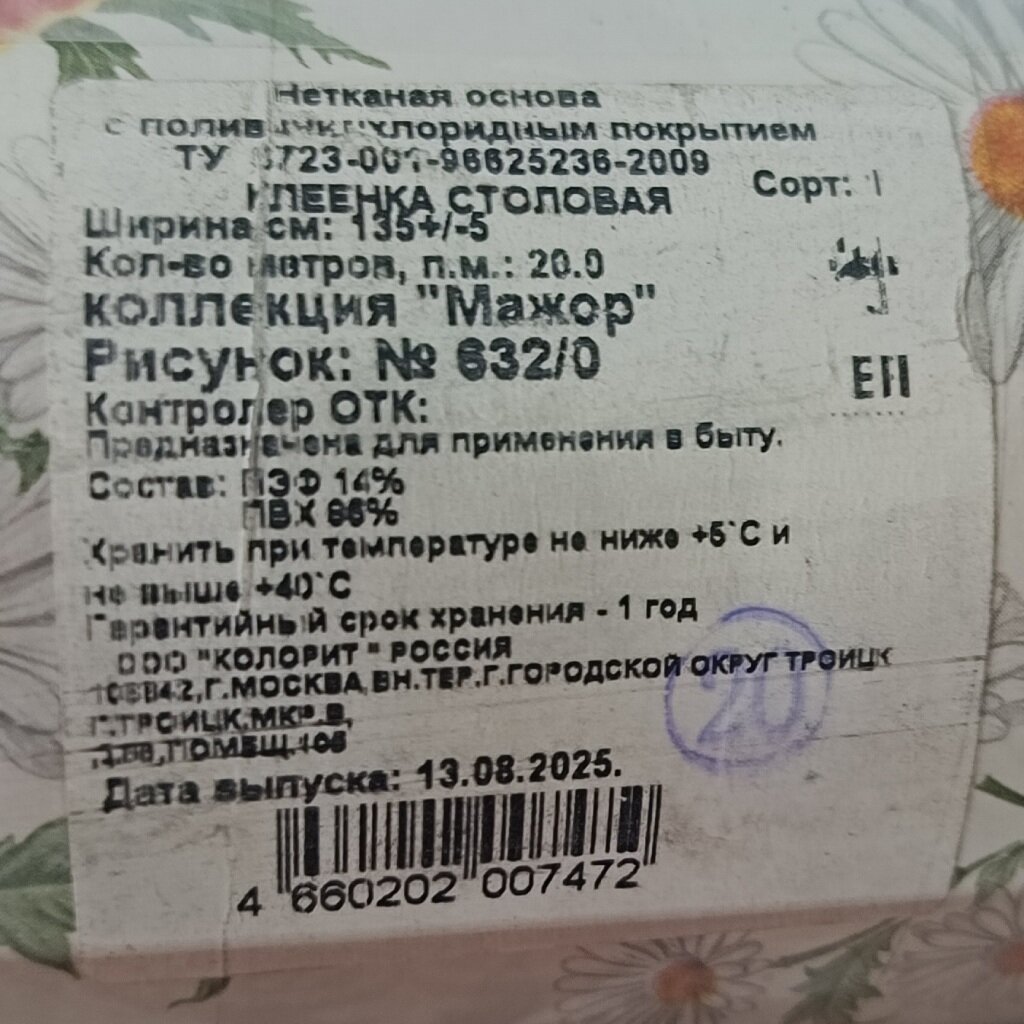 Нетканая основа
с поливинилхлоридным покрытием
ТУ 8723-001-96625236-2009
КЛЕЕНКА СТОЛОВАЯ
Сорт: 1
Ширина см: 135+/-5
Кол-во метров, п.м.: 20.0
коллекция "Мажор"
Рисунок: № 632/0
Контролер ОТК:
Предназначена для применения в быту.
Состав: ПЭФ 14%
ПВХ 86%
Хранить при температуре не ниже +5`С и
не выше +40`С
Гарантийный срок хранения - 1 год
ООО "КОЛОРИТ " РОССИЯ
Г.МОСКВА,ВН.ТЕР.Г.ГОРОДСКОЙ ОКРУГ ТРОИЦК
Г.ТРОИЦК,МКР.В,
ПОМЕЩ.105
20
Дата выпуска: 13.08.2025.
4 660202 007472